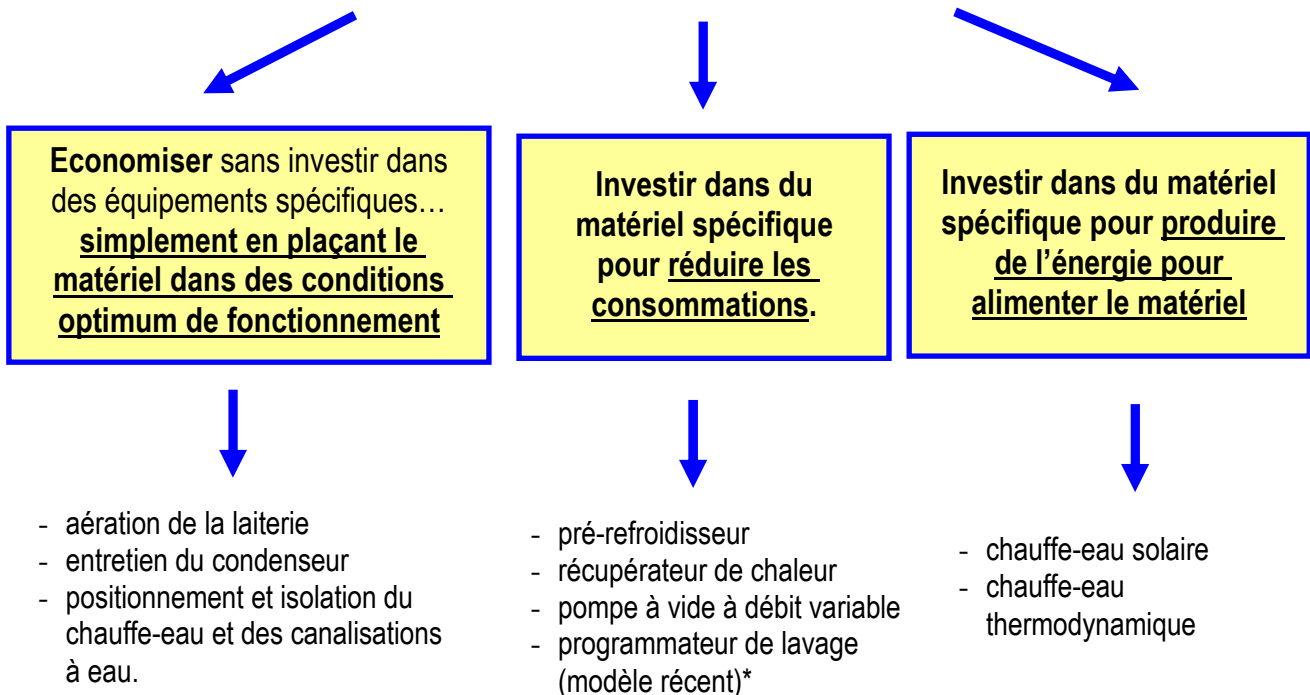 Economiser sans investir dans
des équipements spécifiques…
simplement en plaçant le
matériel dans des conditions
optimum de fonctionnement
Investir dans du
matériel spécifique
pour réduire les
consommations.
Investir dans du matériel
spécifique pour produire
de l’énergie pour
alimenter le matériel
- aération de la laiterie
- entretien du condenseur
- positionnement et isolation du
chauffe-eau et des canalisations
à eau.
- pré-refroidisseur
- récupérateur de chaleur
- pompe à vide à débit variable
- programmateur de lavage
(modèle récent)*
- chauffe-eau solaire
- chauffe-eau
thermodynamique